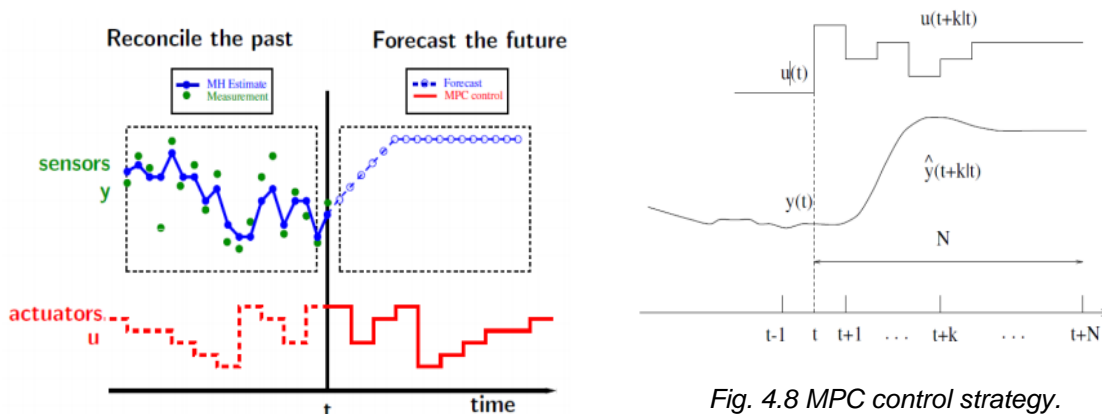 Reconcile the past
Forecast the future
MH Estimate
Measurement
Forecast
MPC control
sensors
y
actuators
u
t
time
u(t+k|t)
u(t)
ŷ(t+k|t)
y(t)
N
t-1 t t+1 . . . t+k . . . t+N
Fig. 4.8 MPC control strategy.